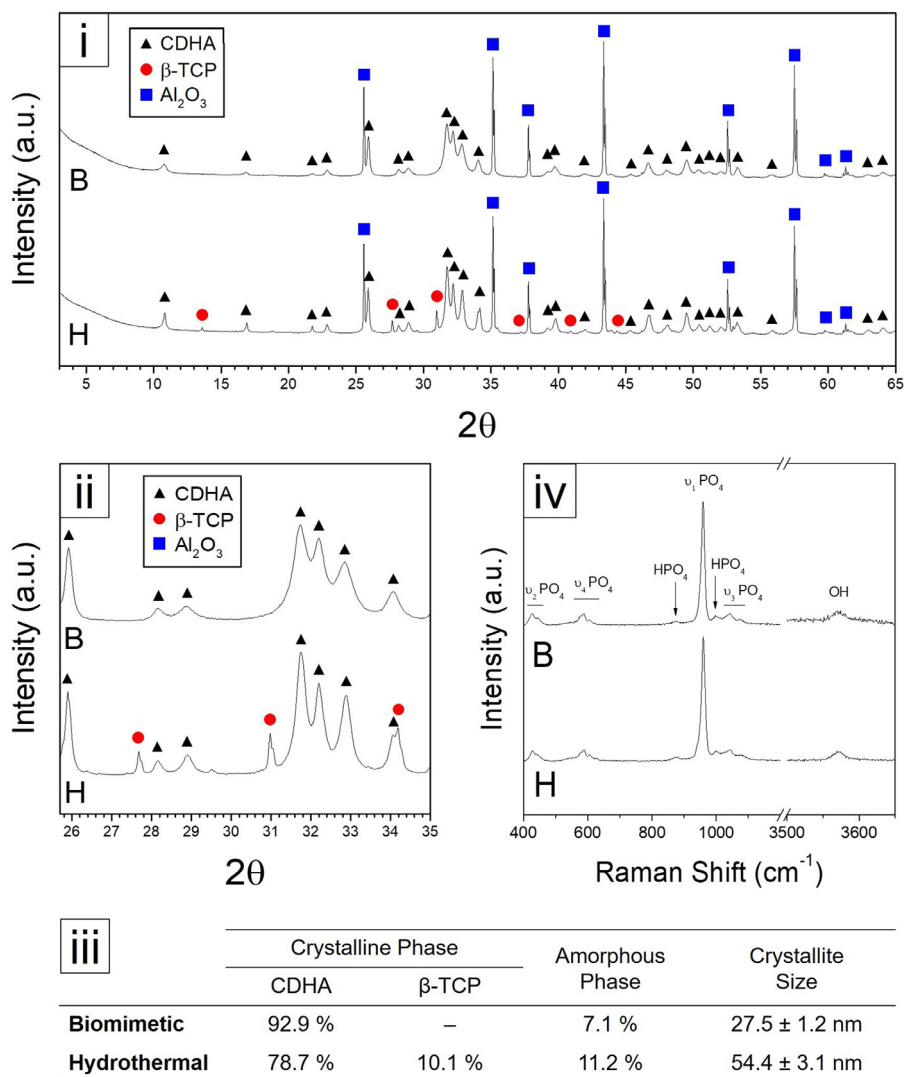 i
CDHA
β-TCP
Al₂O₃
B
H
Intensity (a.u.)
5 10 15 20 25 30 35 40 45 50 55 60 65
2θ
ii
CDHA
β-TCP
Al₂O₃
B
H
Intensity (a.u.)
26 27 28 29 30 31 32 33 34 35
2θ
iv
υ₁ PO₄
HPO₄ HPO₄
υ₂ PO₄ υ₄ PO₄ υ₃ PO₄ OH
B
H
Intensity (a.u.)
400 600 800 1000 3500 3600
Raman Shift (cm⁻¹)
iii
Crystalline Phase Amorphous Phase Crystallite Size
CDHA β-TCP
Biomimetic 92.9 % – 7.1 % 27.5 ± 1.2 nm
Hydrothermal 78.7 % 10.1 % 11.2 % 54.4 ± 3.1 nm